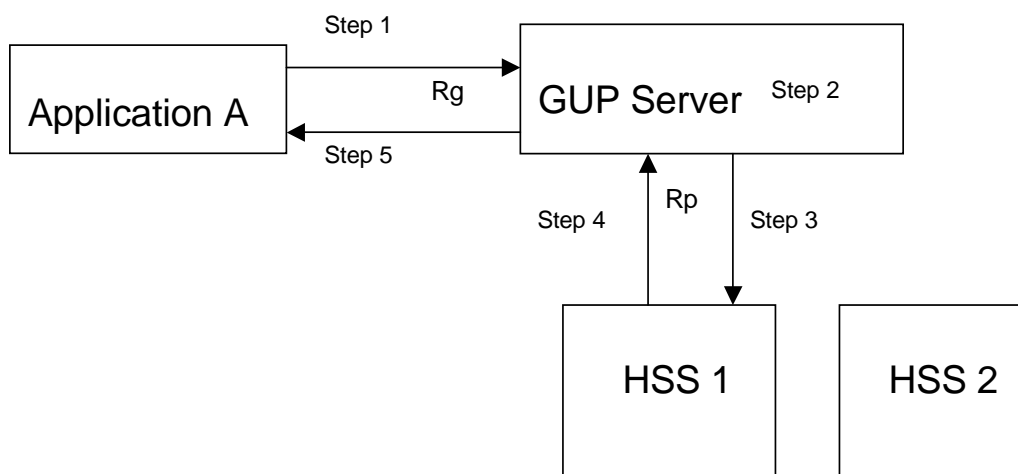 Step 1
Application A
Rg
GUP Server
Step 2
Step 5
Step 4
Rp
Step 3
HSS 1
HSS 2